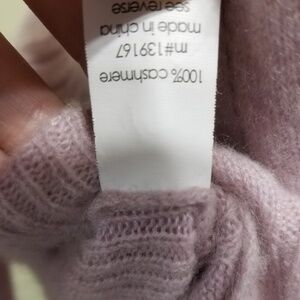 100% cashmere
m#139167
made in china
see reverse